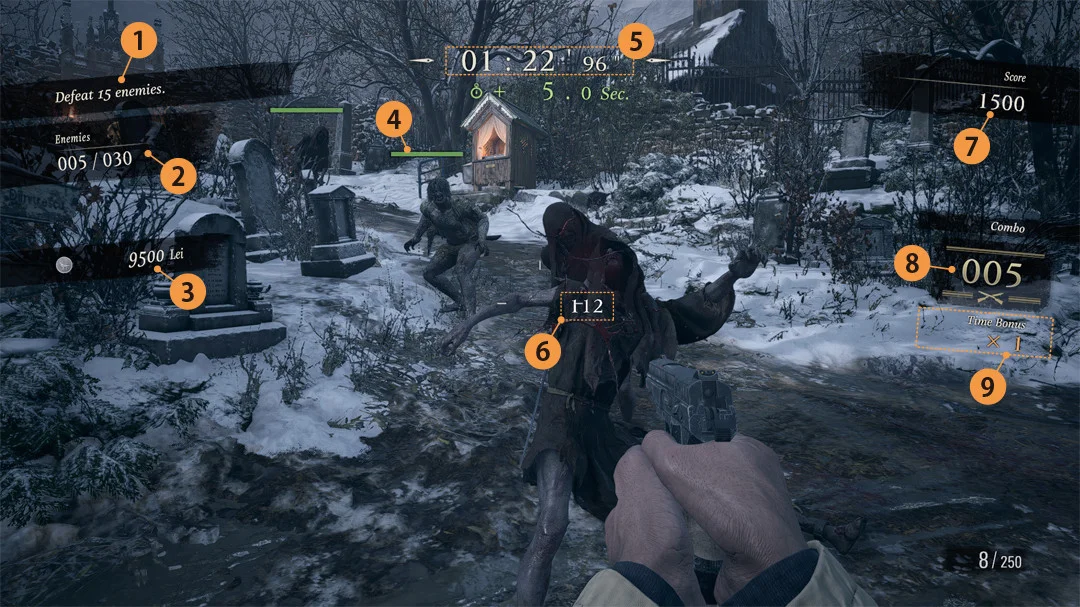 1
Defeat 15 enemies.
Enemies
005 / 030
2
9500 Lei
3
4
01 : 22 96
5
+ 5 . 0 Sec.
112
6
Score
1500
7
Combo
8
005
Time Bonus
× 1
9
8 / 250